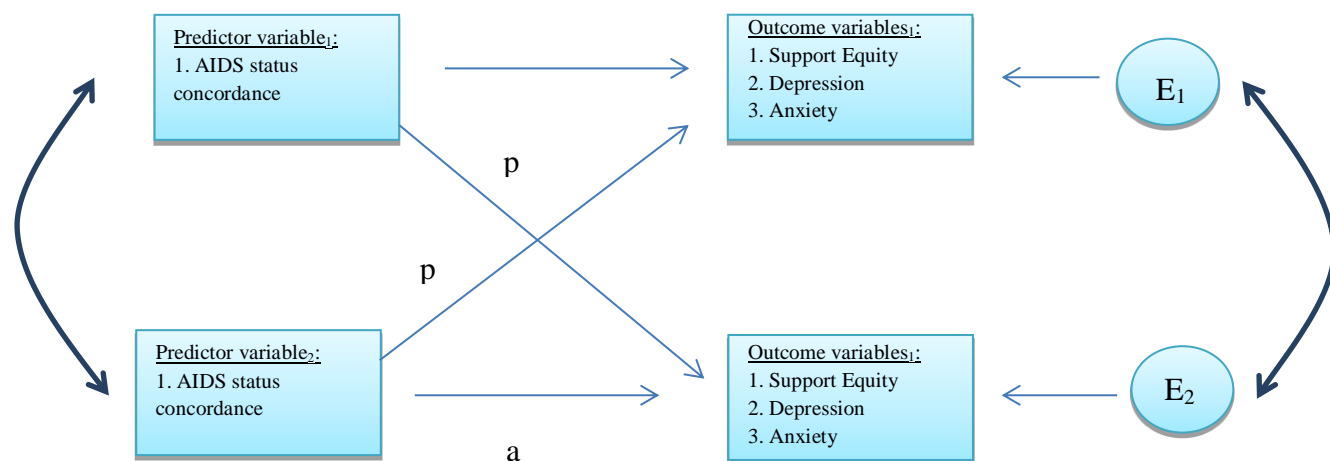 Predictor variable₁:
1. AIDS status
concordance
Outcome variables₁:
1. Support Equity
2. Depression
3. Anxiety
E₁
p
p
Predictor variable₂:
1. AIDS status
concordance
Outcome variables₁:
1. Support Equity
2. Depression
3. Anxiety
E₂
a